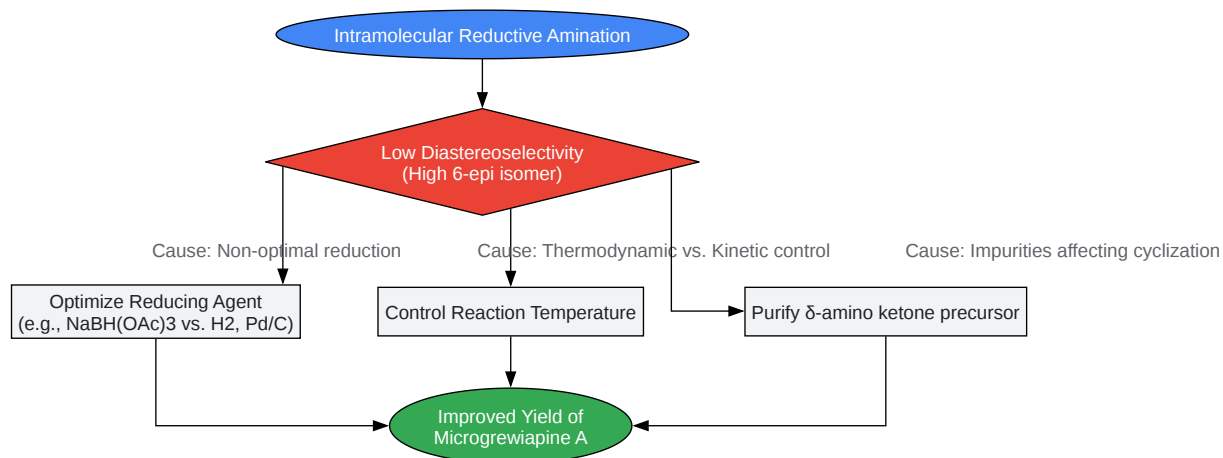 Intramolecular Reductive Amination
Low Diastereoselectivity
(High 6-epi isomer)
Cause: Non-optimal reduction
Cause: Thermodynamic vs. Kinetic control
Cause: Impurities affecting cyclization
Optimize Reducing Agent
(e.g., NaBH(OAc)3 vs. H2, Pd/C)
Control Reaction Temperature
Purify δ-amino ketone precursor
Improved Yield of
Microgrewiapine A